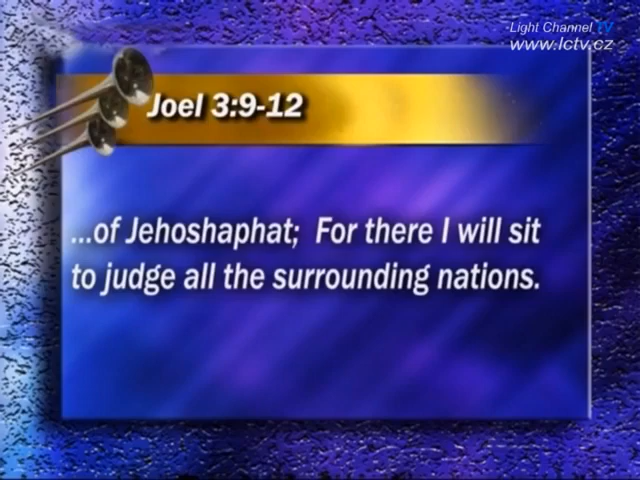 Light Channel TV
www.lctv.cz
Joel 3:9-12
...of Jehoshaphat; For there I will sit
to judge all the surrounding nations.